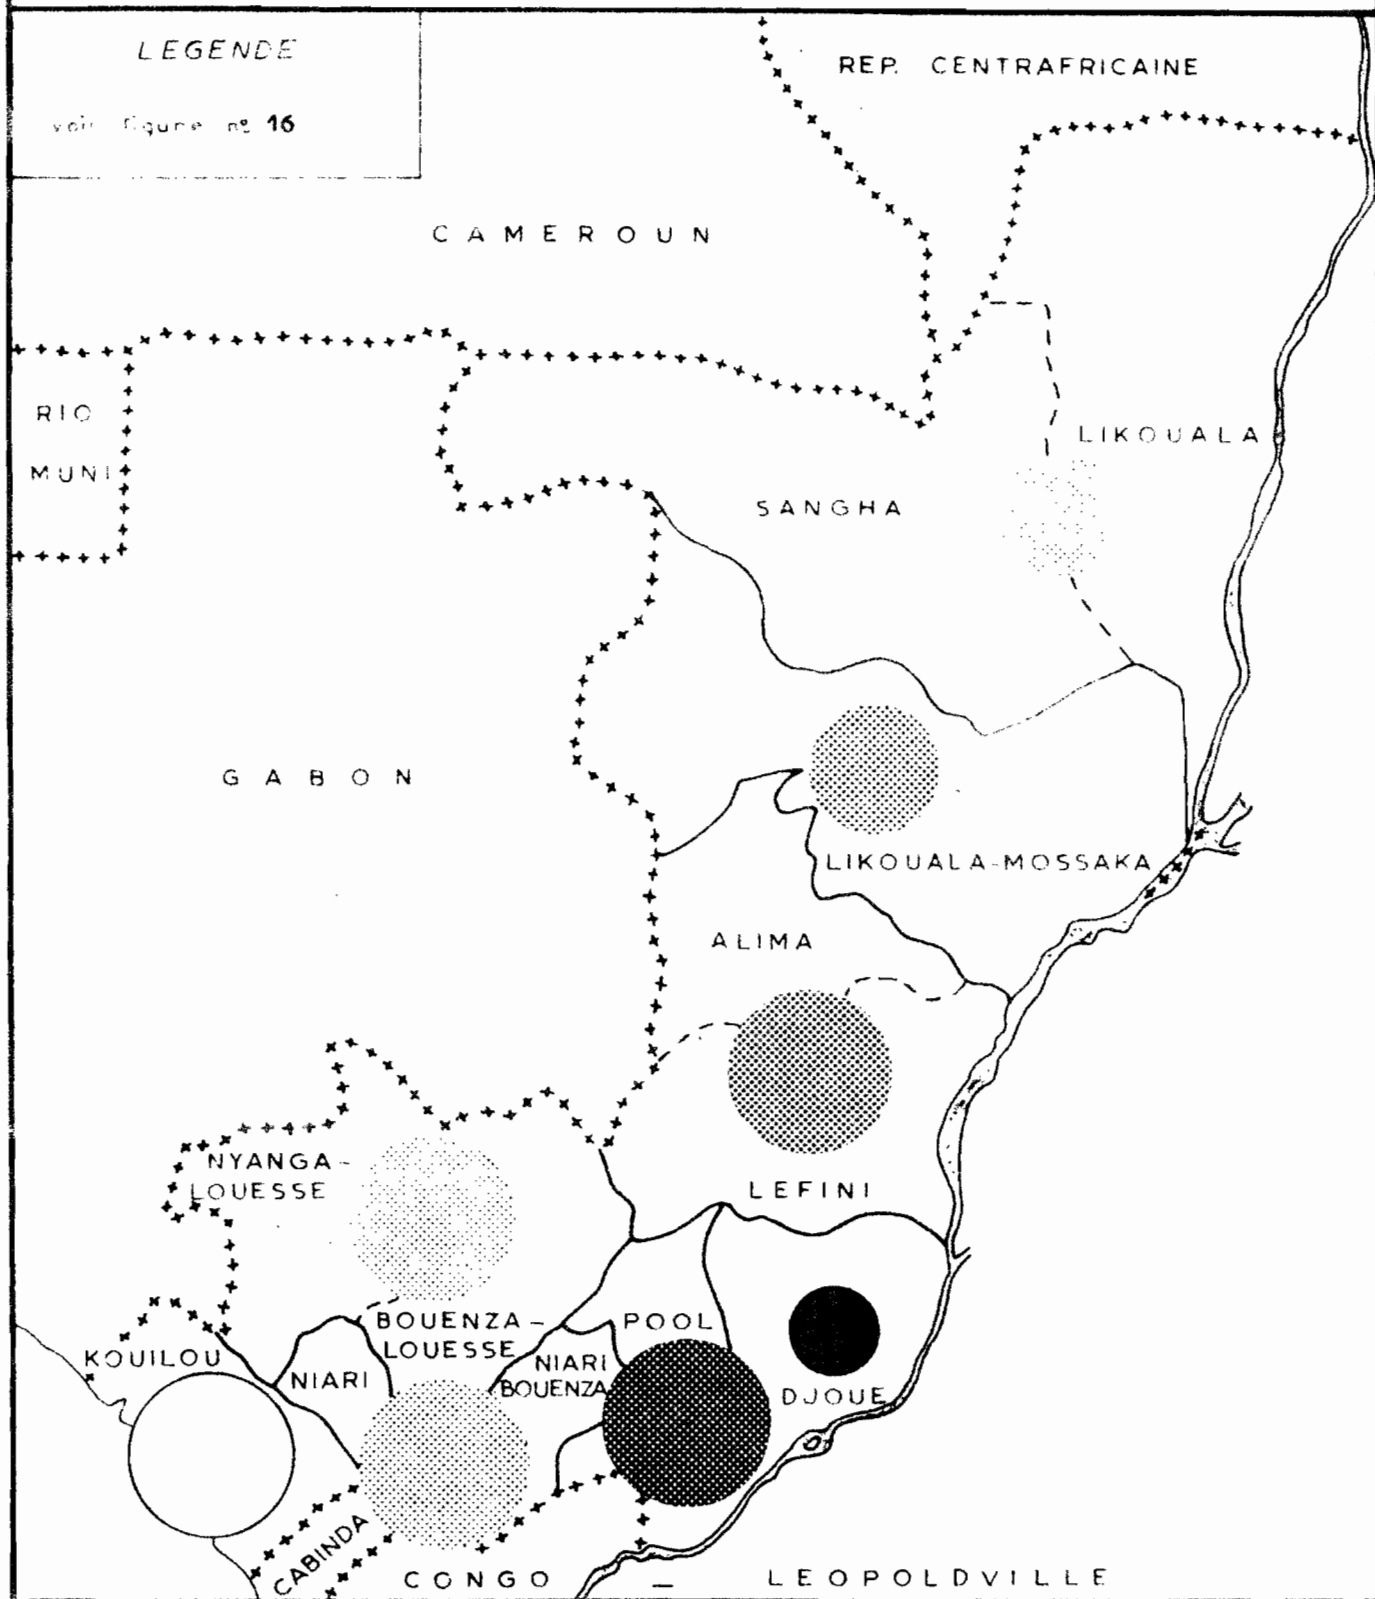 LEGENDE
voir figure nº 16
REP. CENTRAFRICAINE
CAMEROUN
RIO
MUNI
LIKOUALA
SANGHA
GABON
LIKOUALA-MOSSAKA
ALIMA
NYANGA-
LOUESSE
LEFINI
BOUENZA-
LOUESSE
POOL
KOUILOU
NIARI
NIARI
BOUENZA
DJOUE
CABINDA
CONGO - LEOPOLDVILLE